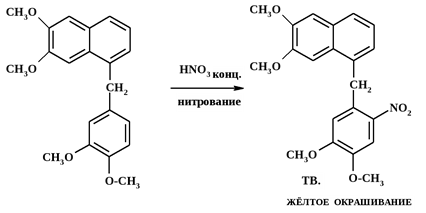 CH₃O
CH₃O
CH₂
CH₃O
O-CH₃
HNO₃ конц.
нитрование
CH₃O
CH₃O
CH₂
NO₂
CH₃O
O-CH₃
ТВ.
ЖЁЛТОЕ ОКРАШИВАНИЕ